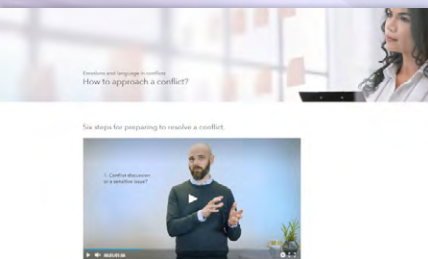 Emotions and language in conflict
How to approach a conflict?
Six steps for preparing to resolve a conflict.
1. Conflict discussion
or a sensitive issue?